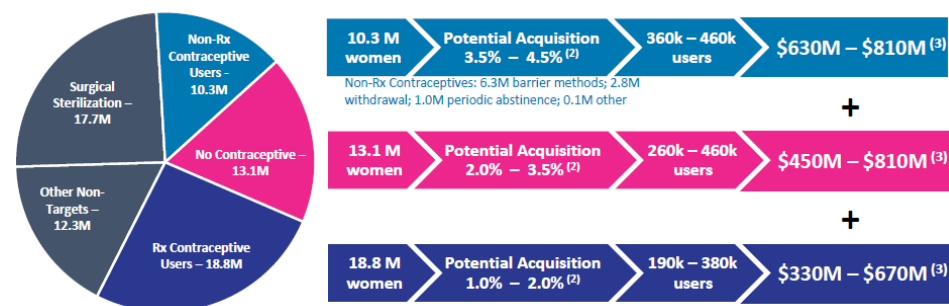 Non-Rx
Contraceptive
Users -
10.3M
Surgical
Sterilization –
17.7M
No Contraceptive –
13.1M
Other Non-
Targets –
12.3M
Rx Contraceptive
Users – 18.8M
10.3 M
women
Potential Acquisition
3.5% – 4.5% (2)
360k – 460k
users
$630M – $810M (3)
Non-Rx Contraceptives: 6.3M barrier methods; 2.8M
withdrawal; 1.0M periodic abstinence; 0.1M other
+
13.1 M
women
Potential Acquisition
2.0% – 3.5% (2)
260k – 460k
users
$450M – $810M (3)
+
18.8 M
women
Potential Acquisition
1.0% – 2.0% (2)
190k – 380k
users
$330M – $670M (3)